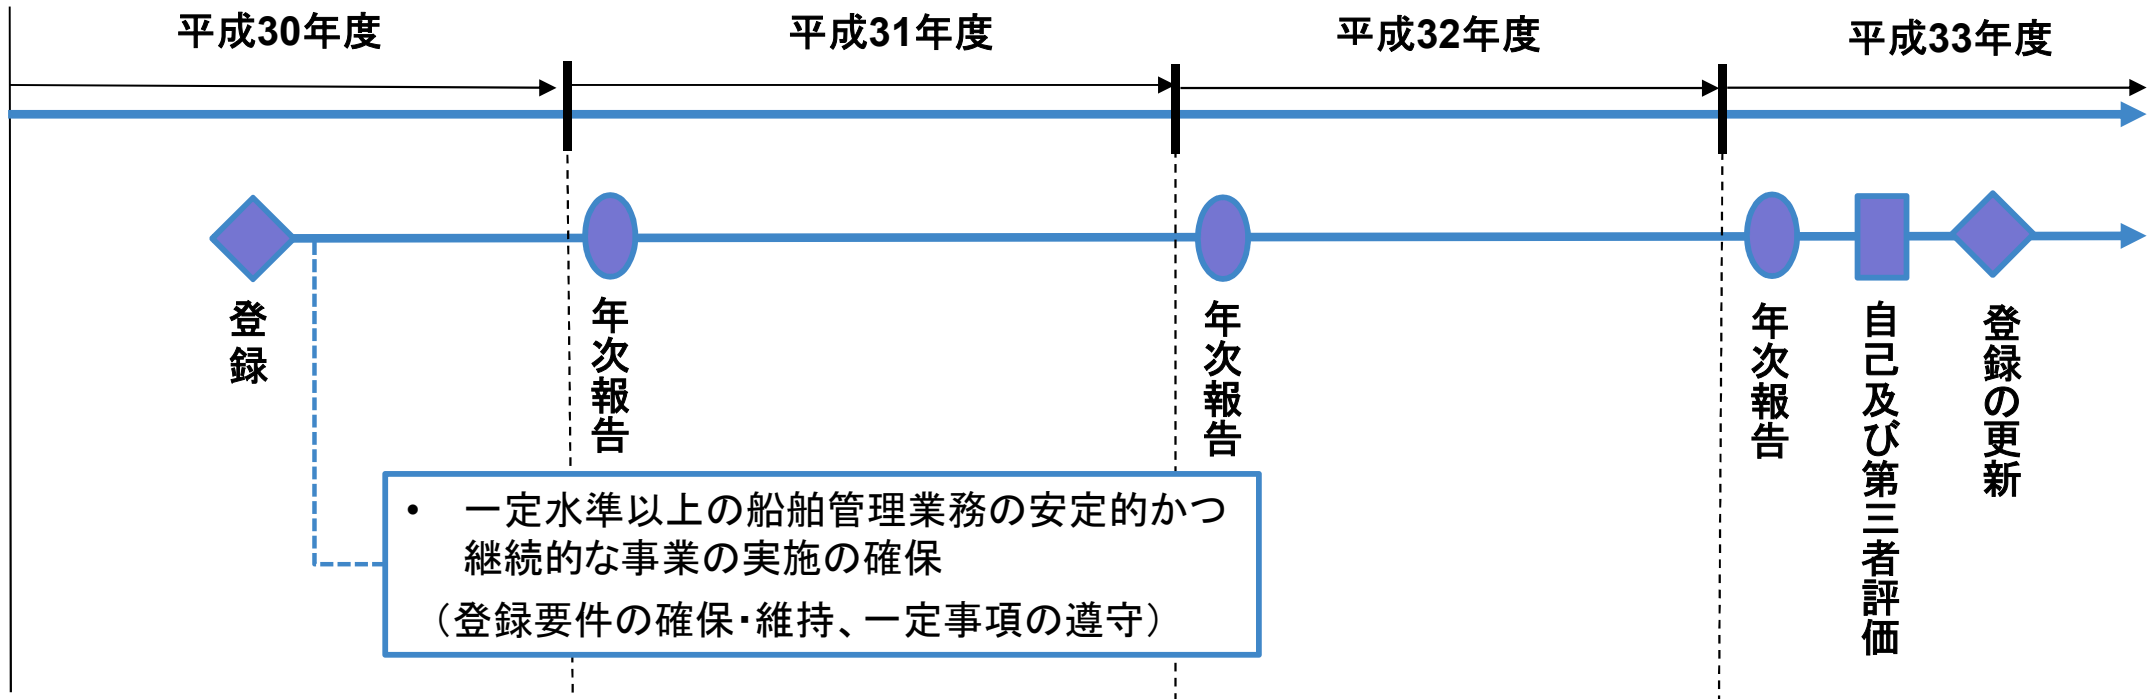 平成30年度
平成31年度
平成32年度
平成33年度
登録
年次報告
年次報告
年次報告
自己及び第三者評価
登録の更新
• 一定水準以上の船舶管理業務の安定的かつ
継続的な事業の実施の確保
（登録要件の確保・維持、一定事項の遵守）